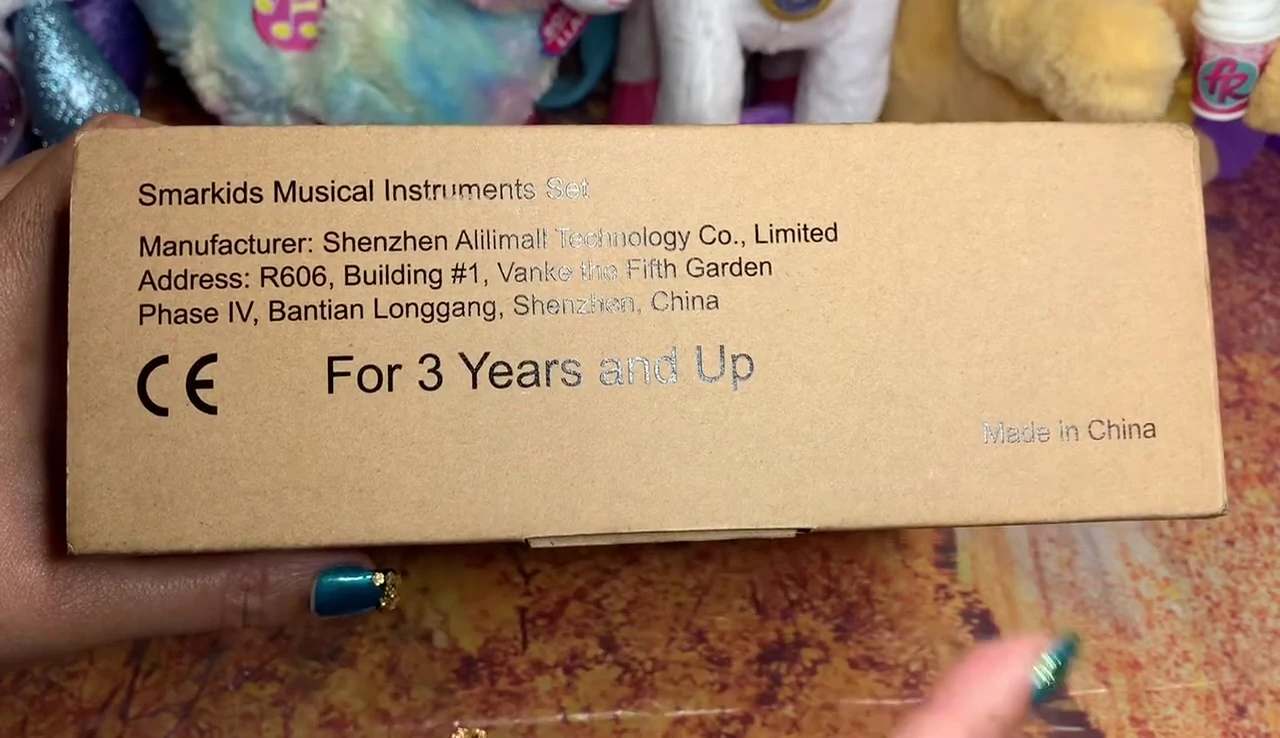 fR
Smarkids Musical Instruments Set
Manufacturer: Shenzhen Alilimall Technology Co., Limited
Address: R606, Building #1, Vanke the Fifth Garden
Phase IV, Bantian Longgang, Shenzhen, China
CE For 3 Years and Up
Made in China